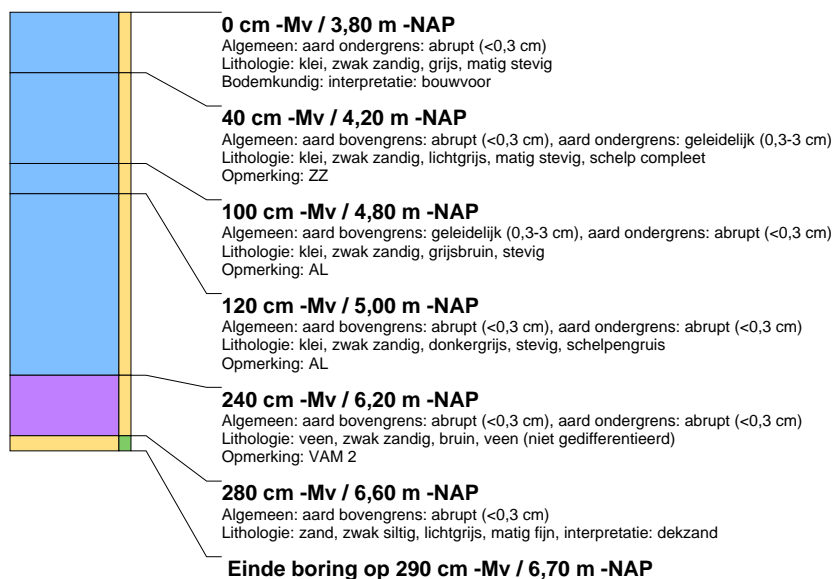 0 cm -Mv / 3,80 m -NAP
Algemeen: aard ondergrens: abrupt (<0,3 cm)
Lithologie: klei, zwak zandig, grijs, matig stevig
Bodemkundig: interpretatie: bouwvoor
40 cm -Mv / 4,20 m -NAP
Algemeen: aard bovengrens: abrupt (<0,3 cm), aard ondergrens: geleidelijk (0,3-3 cm)
Lithologie: klei, zwak zandig, lichtgrijs, matig stevig, schelp compleet
Opmerking: ZZ
100 cm -Mv / 4,80 m -NAP
Algemeen: aard bovengrens: geleidelijk (0,3-3 cm), aard ondergrens: abrupt (<0,3 cm)
Lithologie: klei, zwak zandig, grijsbruin, stevig
Opmerking: AL
120 cm -Mv / 5,00 m -NAP
Algemeen: aard bovengrens: abrupt (<0,3 cm), aard ondergrens: abrupt (<0,3 cm)
Lithologie: klei, zwak zandig, donkergrijs, stevig, schelpengruis
Opmerking: AL
240 cm -Mv / 6,20 m -NAP
Algemeen: aard bovengrens: abrupt (<0,3 cm), aard ondergrens: abrupt (<0,3 cm)
Lithologie: veen, zwak zandig, bruin, veen (niet gedifferentieerd)
Opmerking: VAM 2
280 cm -Mv / 6,60 m -NAP
Algemeen: aard bovengrens: abrupt (<0,3 cm)
Lithologie: zand, zwak siltig, lichtgrijs, matig fijn, interpretatie: dekzand
Einde boring op 290 cm -Mv / 6,70 m -NAP